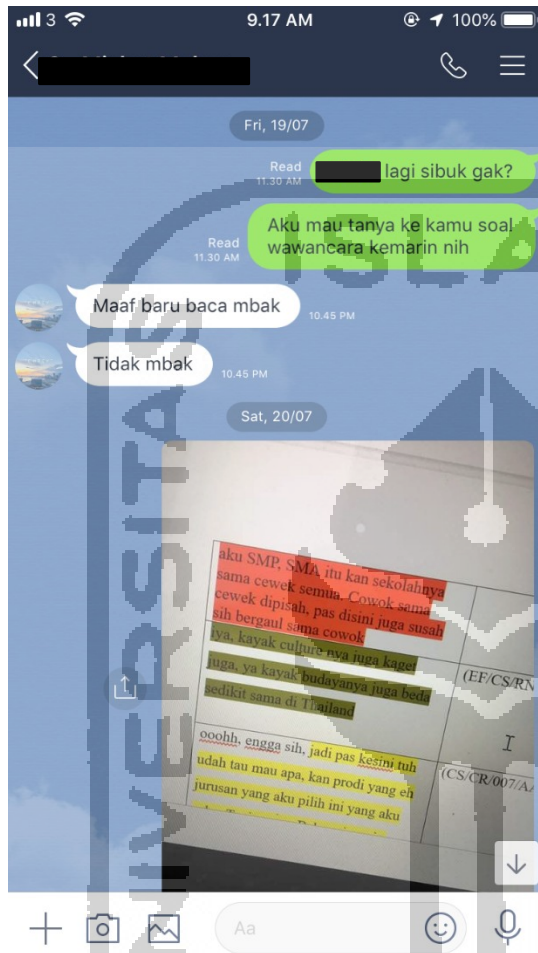 3
9.17 AM
100%
Fri, 19/07
lagi sibuk gak?
Read
11.30 AM
Aku mau tanya ke kamu soal
wawancara kemarin nih
Read
11.30 AM
Maaf baru baca mbak
10.45 PM
Tidak mbak
10.45 PM
Sat, 20/07
aku SMP, SMA itu kan sekolahnya
sama cewek semua. Cowok sama
cewek dipisah, pas disini juga susah
sih bergaul sama cowok
iya, kayak culture nya juga kaget
juga, ya kayak budayanya juga beda
sedikit sama di Thailand
(EF/CS/RN
ooohh, engga sih, jadi pas kesini tuh
udah tau mau apa, kan prodi yang eh
jurusan yang aku pilih ini yang aku
(CS/CR/007/A
Aa
UNIVERSITAS
ISLA